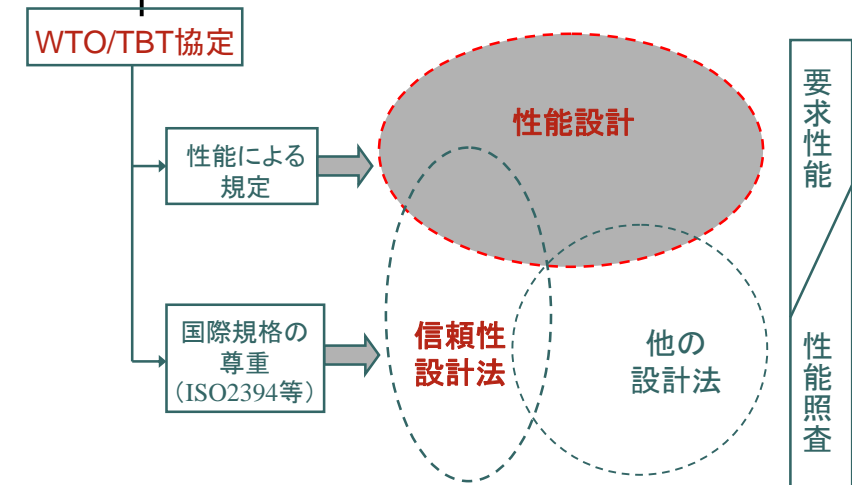 WTO/TBT協定
性能による
規定
国際規格の
尊重
（ISO2394等）
性能設計
信頼性
設計法
他の
設計法
要求性能
性能照査